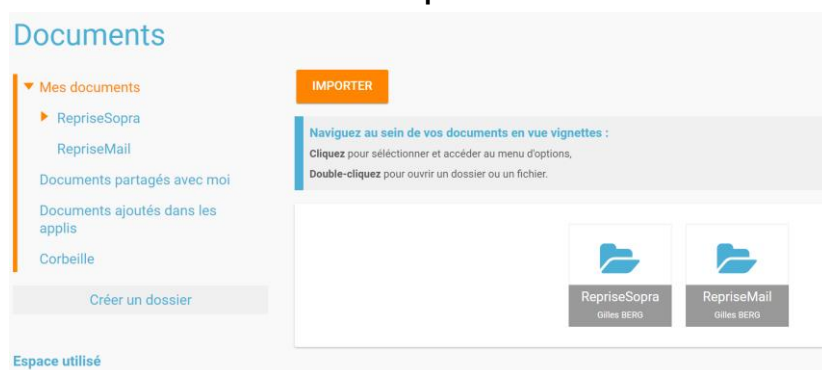 Documents
Mes documents
RepriseSopra
RepriseMail
Documents partagés avec moi
Documents ajoutés dans les
applis
Corbeille
Créer un dossier
Espace utilisé
IMPORTER
Naviguez au sein de vos documents en vue vignettes :
Cliquez pour séléctionner et accéder au menu d'options,
Double-cliquez pour ouvrir un dossier ou un fichier.
RepriseSopra
Gilles BERG
RepriseMail
Gilles BERG